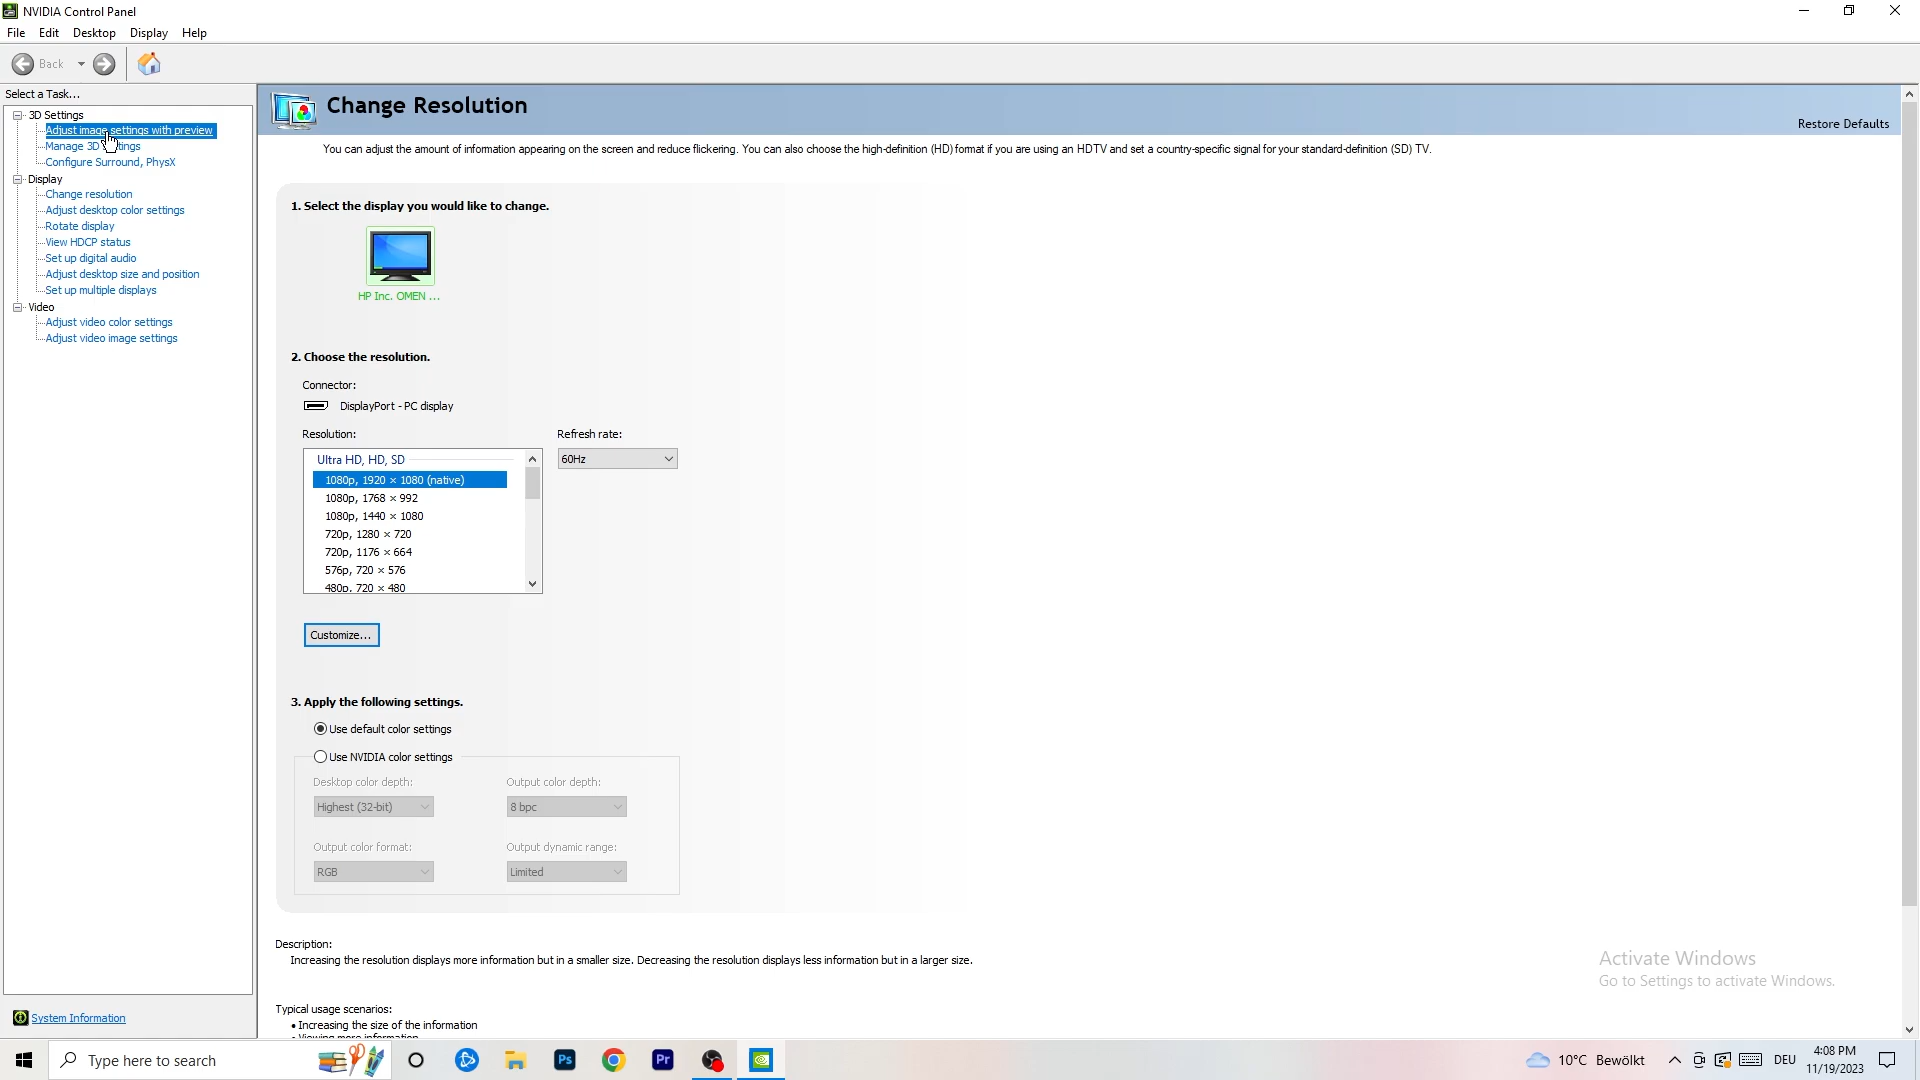 NVIDIA Control Panel
File Edit Desktop Display Help
Back
Select a Task...
3D Settings
Adjust image settings with preview
Manage 3D
Configure Surround, PhysX
Display
Change resolution
Adjust desktop color settings
Rotate display
View HDCP status
Set up digital audio
Adjust desktop size and position
Set up multiple displays
Video
Adjust video color settings
Adjust video image settings
System Information
Change Resolution
Restore Defaults
You can adjust the amount of information appearing on the screen and reduce flickering. You can also choose the high-definition (HD) format if you are using an HDTV and set a country-specific signal for your standard-definition (SD) TV.
1. Select the display you would like to change.
HP Inc. OMEN ...
2. Choose the resolution.
Connector:
DisplayPort - PC display
Resolution:
Refresh rate:
Ultra HD, HD, SD
60Hz
1080p, 1920 × 1080 (native)
1080p, 1768 × 992
1080p, 1440 × 1080
720p, 1280 × 720
720p, 1176 × 664
576p, 720 × 576
480p, 720 × 480
Customize...
3. Apply the following settings.
Use default color settings
Use NVIDIA color settings
Desktop color depth:
Output color depth:
Highest (32-bit)
8 bpc
Output color format:
Output dynamic range:
RGB
Limited
Description:
Increasing the resolution displays more information but in a smaller size. Decreasing the resolution displays less information but in a larger size.
Typical usage scenarios:
• Increasing the size of the information
• Viewing more information
Activate Windows
Go to Settings to activate Windows.
Type here to search
Ps
Pr
10°C Bewölkt
DEU
4:08 PM
11/19/2023